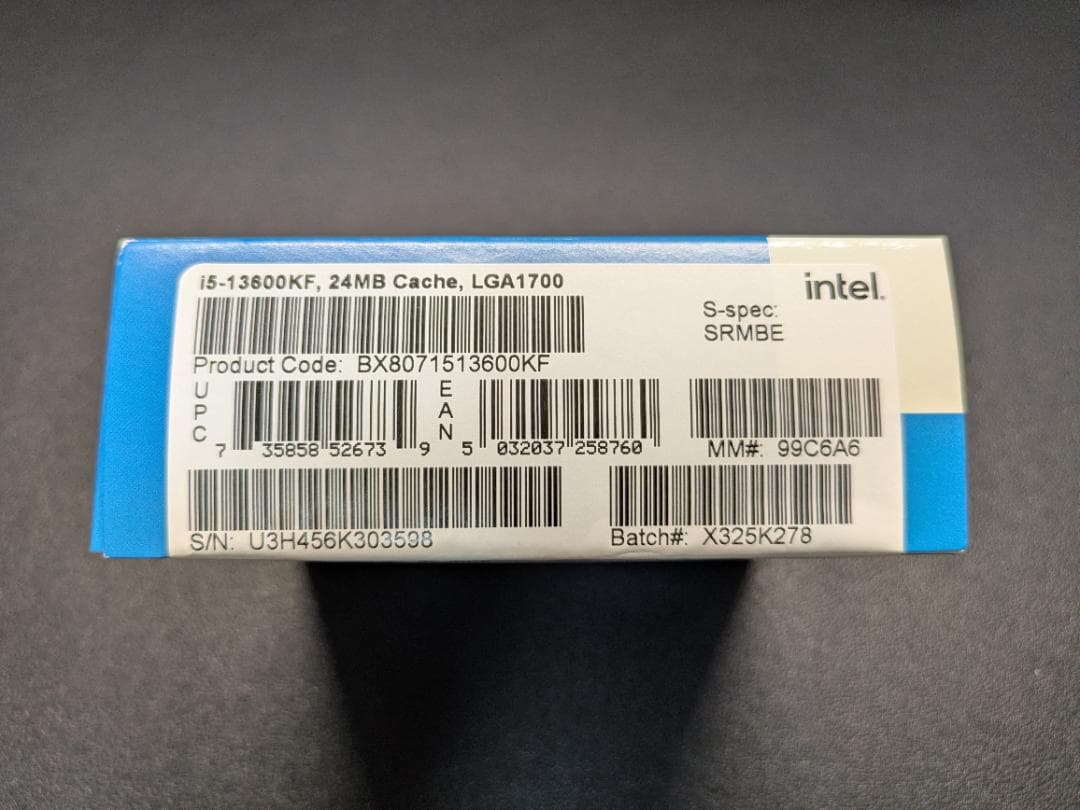 i5-13600KF, 24MB Cache, LGA1700
intel.
S-spec:
SRMBE
Product Code: BX8071513600KF
UPC
7 35858 52673 9
EAN
5 032037 258760
MM#: 99C6A6
S/N: U3H456K303598
Batch#: X325K278